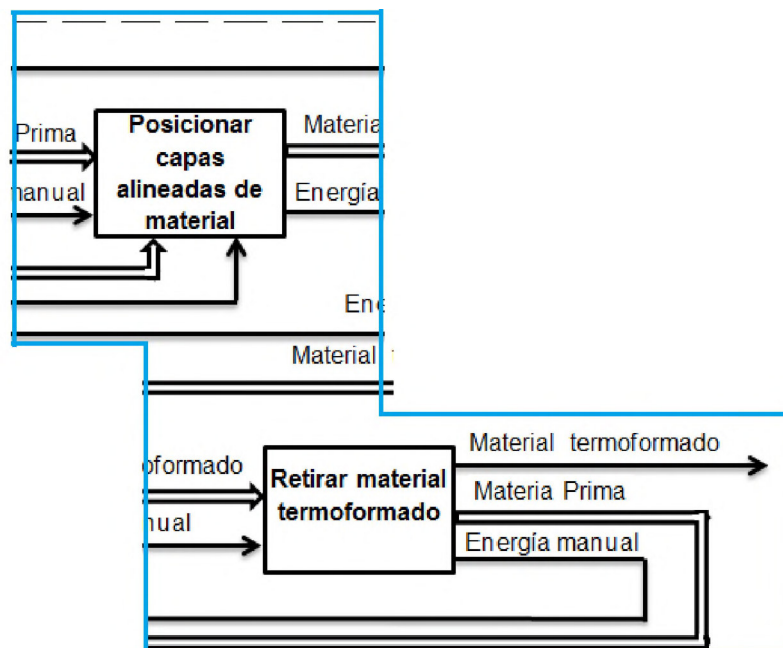 Prima
Posicionar
capas
alineadas de
material
Materia
manual
Energía
Ene
Material
oformado
Retirar material
termoformado
Material termoformado
Materia Prima
nual
Energía manual